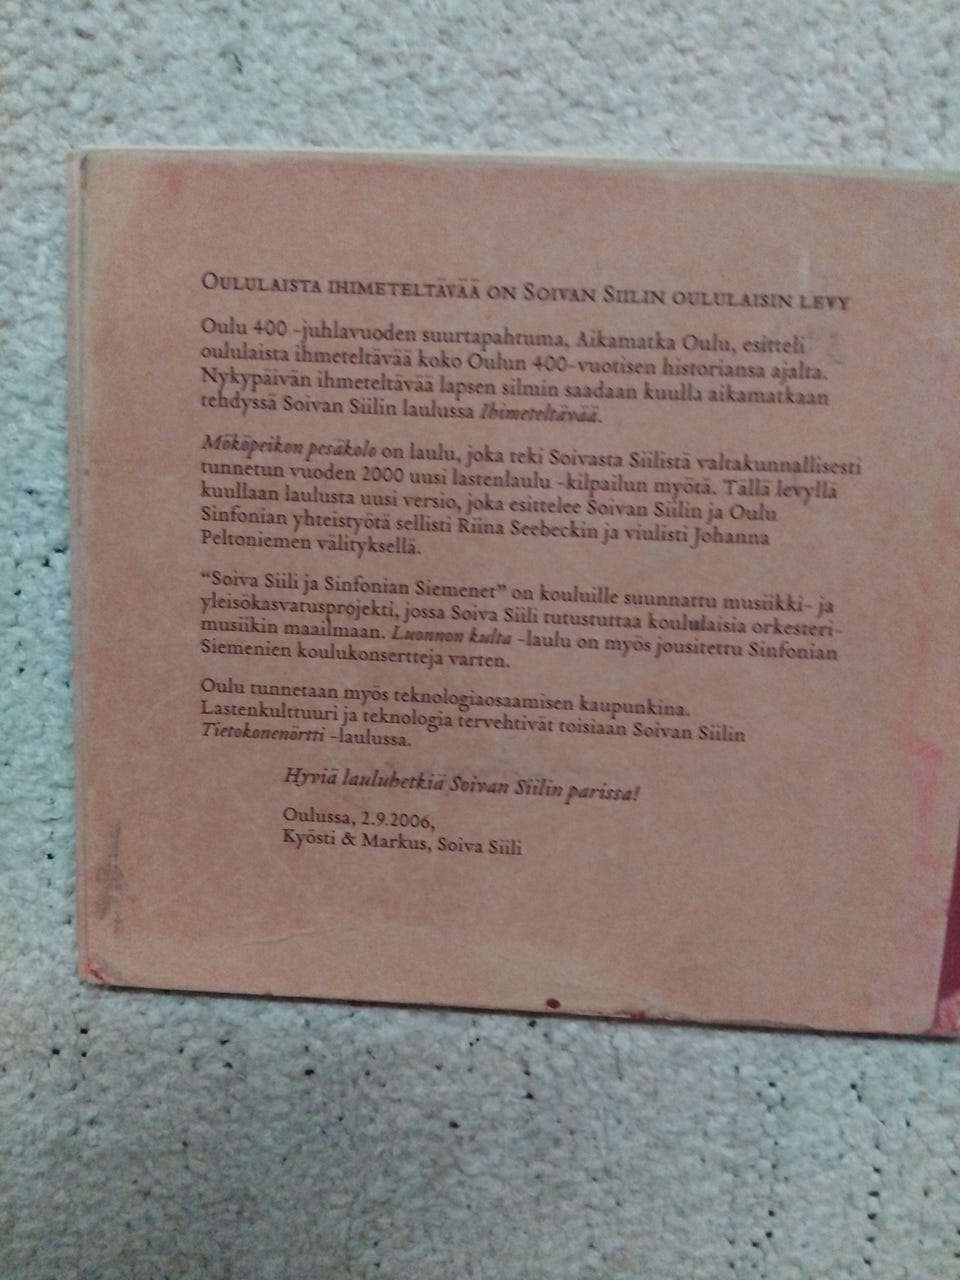 Oululaista ihimeteltävää on Soivan Siilin oululaisin levy
Oulu 400 -juhlavuoden suurtapahtuma, Aikamatka Oulu, esitteli
oululaista ihmeteltävää koko Oulun 400-vuotisen historiansa ajalta.
Nykypäivän ihmeteltävää lapsen silmin saadaan kuulla aikamatkaan
tehdyssä Soivan Siilin laulussa Ihimeteltävää.
Mököpeikon pesäkolo on laulu, joka teki Soivasta Siilistä valtakunnallisesti
tunnetun vuoden 2000 uusi lastenlaulu -kilpailun myötä. Tällä levyllä
kuullaan laulusta uusi versio, joka esittelee Soivan Siilin ja Oulu
Sinfonian yhteistyötä sellisti Riina Seebeckin ja viulisti Johanna
Peltoniemen välityksellä.
“Soiva Siili ja Sinfonian Siemenet” on kouluille suunnattu musiikki- ja
yleisökasvatusprojekti, jossa Soiva Siili tutustuttaa koululaisia orkesteri-
musiikin maailmaan. Luonnon kulta -laulu on myös jousitettu Sinfonian
Siemenien koulukonsertteja varten.
Oulu tunnetaan myös teknologiaosaamisen kaupunkina.
Lastenkulttuuri ja teknologia tervehtivät toisiaan Soivan Siilin
Tietokonenörtti -laulussa.
Hyviä lauluhetkiä Soivan Siilin parissa!
Oulussa, 2.9.2006,
Kyösti & Markus, Soiva Siili